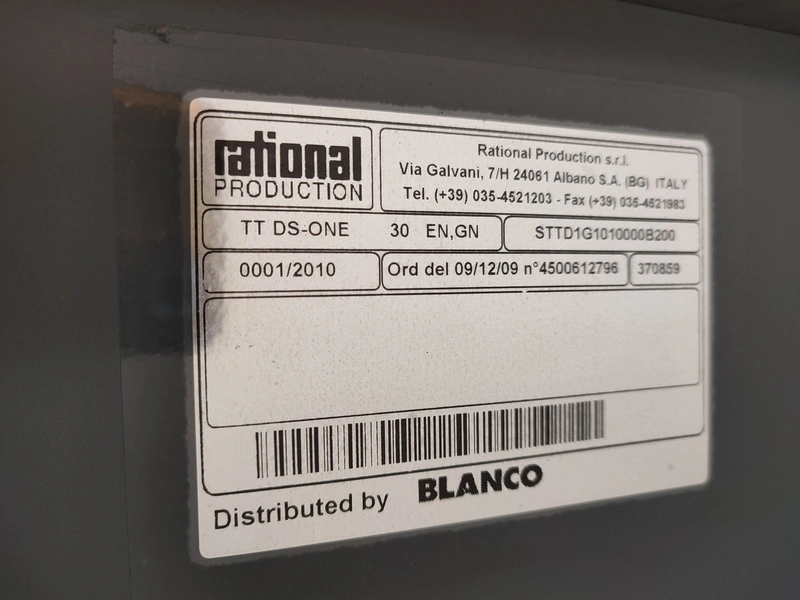 rational
PRODUCTION
Rational Production s.r.l.
Via Galvani, 7/H 24061 Albano S.A. (BG) ITALY
Tel. (+39) 035-4521203 - Fax (+39) 035-4521983
TT DS-ONE 30 EN,GN STTD1G1010000B200
0001/2010 Ord del 09/12/09 n°4500612796 370859
Distributed by BLANCO